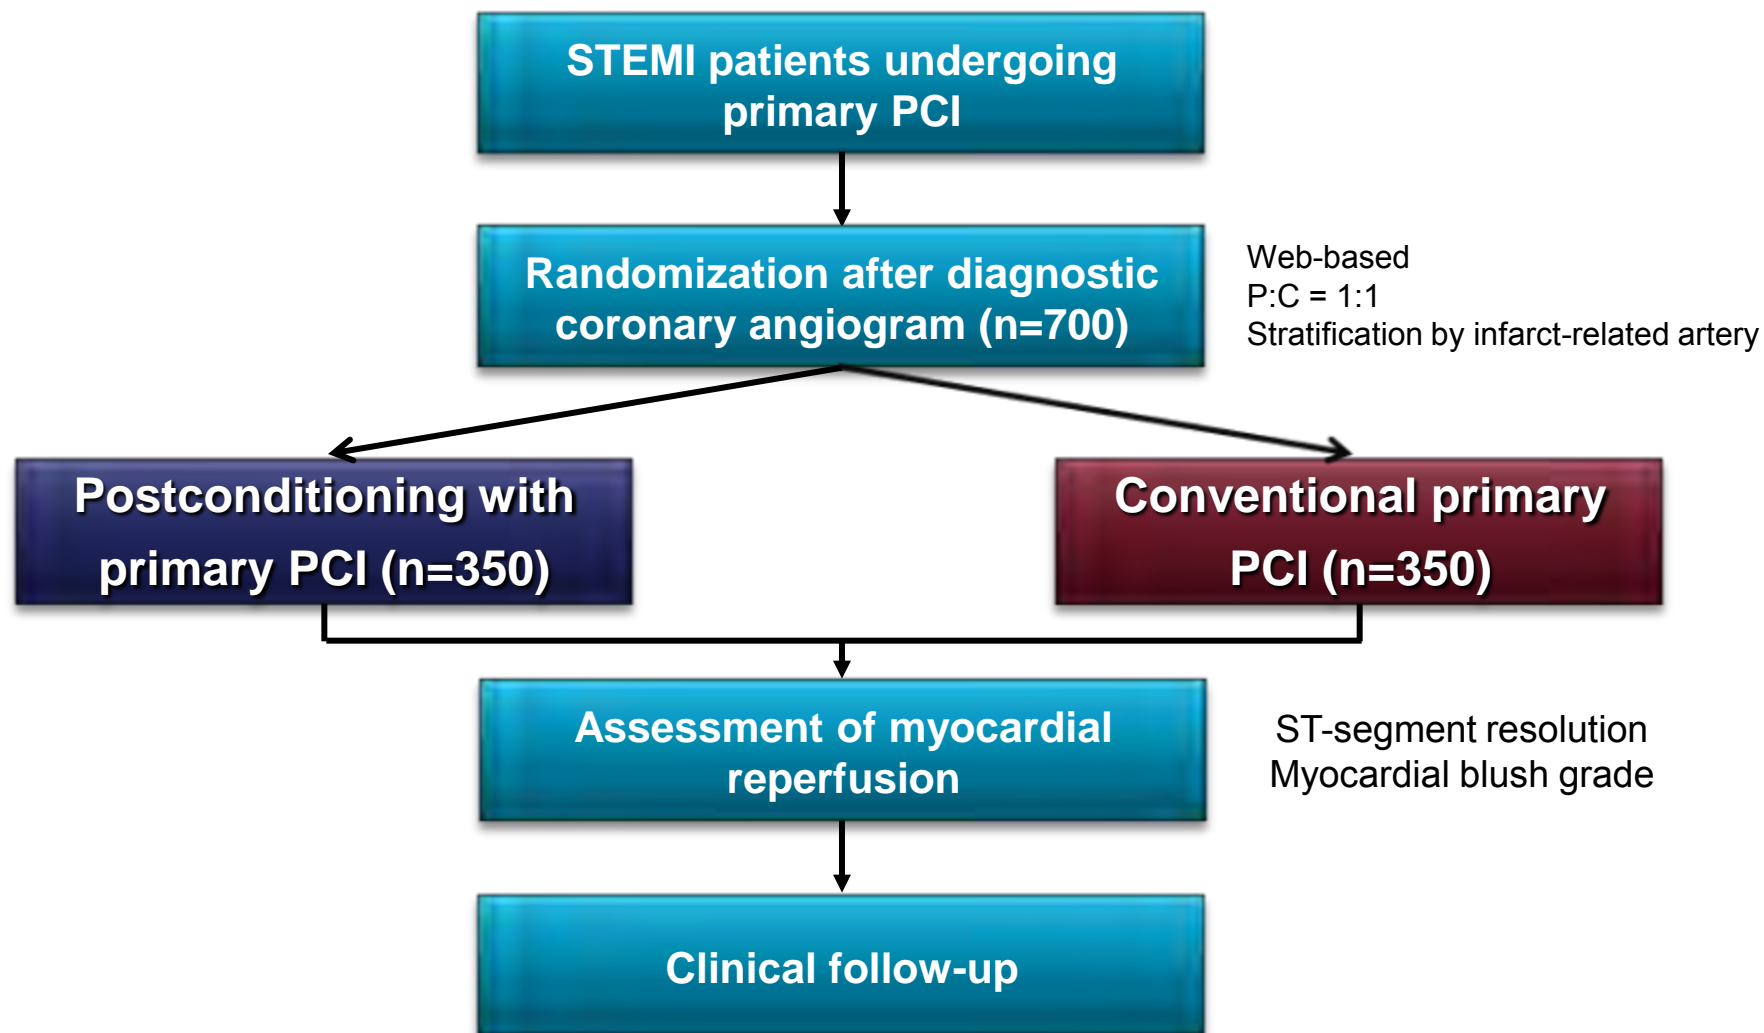 STEMI patients undergoing
primary PCI
Randomization after diagnostic
coronary angiogram (n=700)
Web-based
P:C = 1:1
Stratification by infarct-related artery
Postconditioning with
primary PCI (n=350)
Conventional primary
PCI (n=350)
Assessment of myocardial
reperfusion
ST-segment resolution
Myocardial blush grade
Clinical follow-up